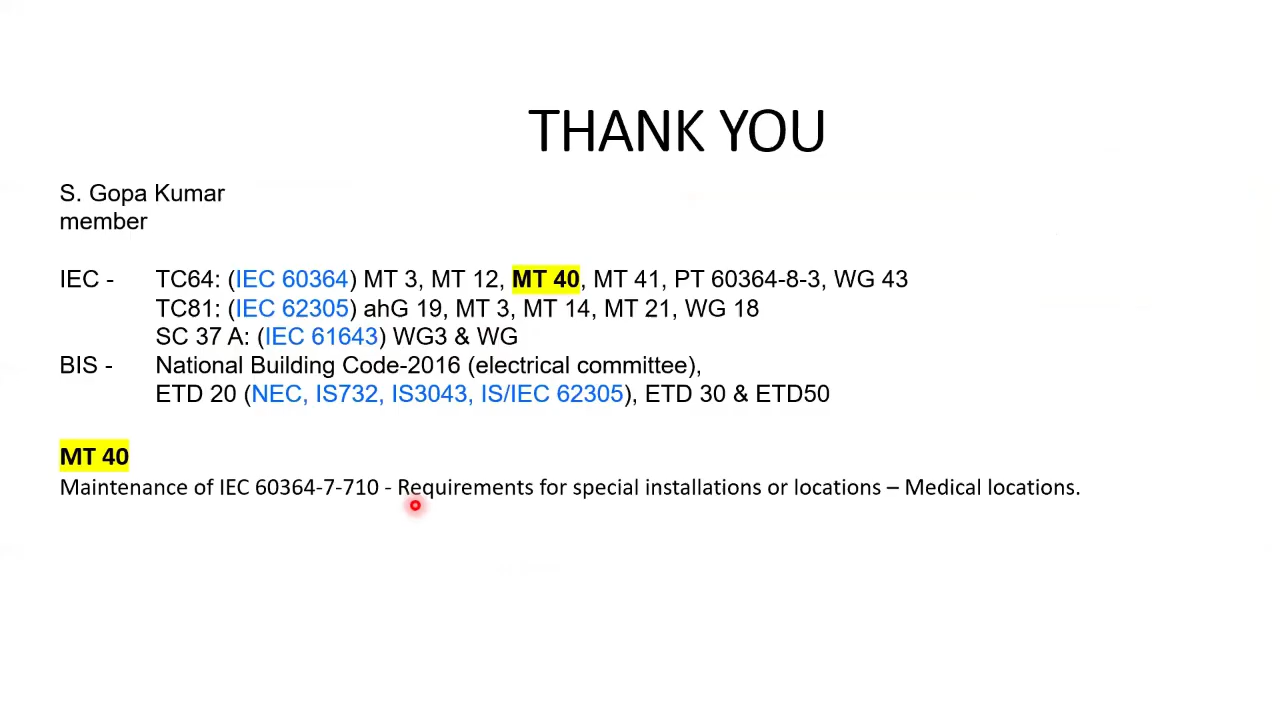 THANK YOU
S. Gopa Kumar
member
IEC - TC64: (IEC 60364) MT 3, MT 12, MT 40, MT 41, PT 60364-8-3, WG 43
TC81: (IEC 62305) ahG 19, MT 3, MT 14, MT 21, WG 18
SC 37 A: (IEC 61643) WG3 & WG
BIS - National Building Code-2016 (electrical committee),
ETD 20 (NEC, IS732, IS3043, IS/IEC 62305), ETD 30 & ETD50
MT 40
Maintenance of IEC 60364-7-710 - Requirements for special installations or locations – Medical locations.